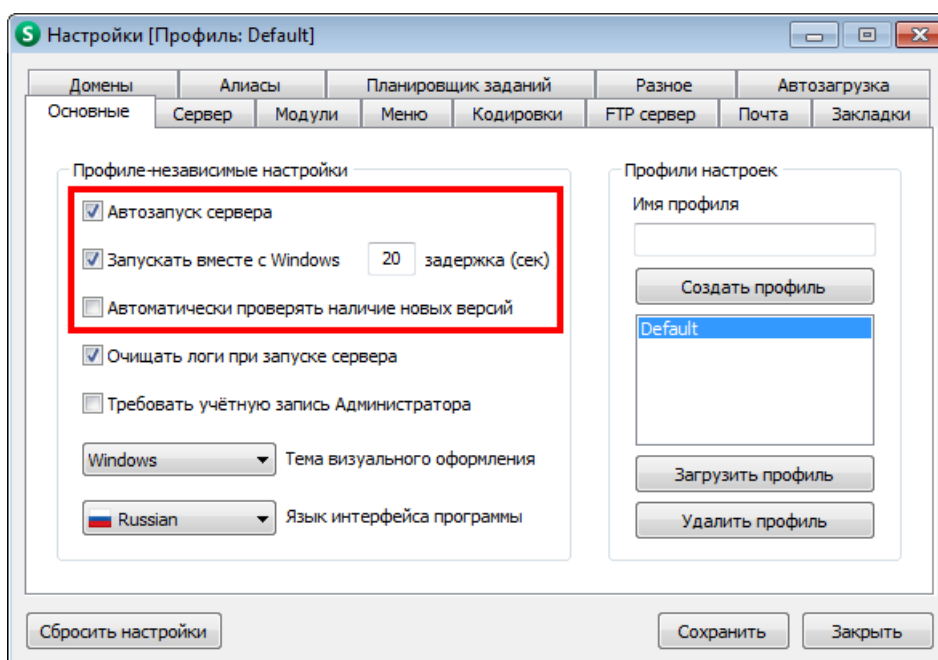 S Настройки [Профиль: Default]
Домены Алиасы Планировщик заданий Разное Автозагрузка
Основные Сервер Модули Меню Кодировки FTP сервер Почта Закладки
Профиле-независимые настройки
Автозапуск сервера
Запускать вместе с Windows 20 задержка (сек)
Автоматически проверять наличие новых версий
Очищать логи при запуске сервера
Требовать учётную запись Администратора
Windows Тема визуального оформления
Russian Язык интерфейса программы
Профили настроек
Имя профиля
Создать профиль
Default
Загрузить профиль
Удалить профиль
Сбросить настройки Сохранить Закрыть